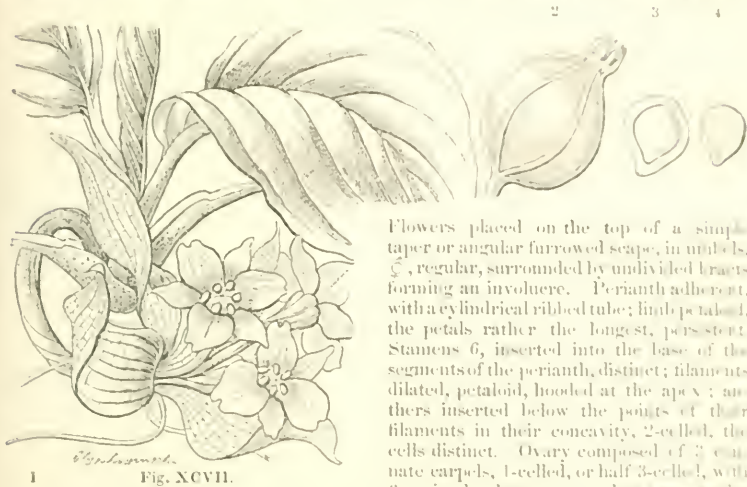 2 3 4
Flowers placed on the top of a
taper or angular furrowed scape, in umbels,
⚥, regular, surrounded by undivided bracts
forming an involucre. Perianth adherent,
with a cylindrical ribbed tube; limb petaloid,
the petals rather the longest, persistent.
Stamens 6, inserted into the base of the
segments of the perianth, distinct; filaments
dilated, petaloid, hooded at the apex; an-
thers inserted below the points of their
filaments in their concavity, 2-celled, the
cells distinct. Ovary composed of 3 con-
nate carpels, 1-celled, or half 3-celled, with
1 Fig. XCVII.